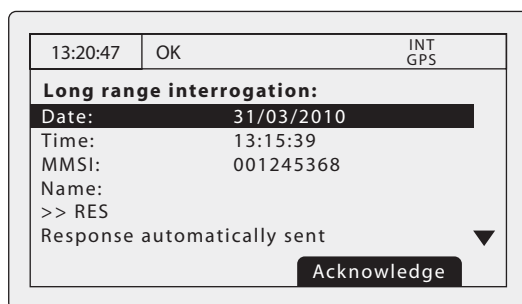 13:20:47 OK INT GPS
Long range interrogation:
Date: 31/03/2010
Time: 13:15:39
MMSI: 001245368
Name:
>> RES
Response automatically sent
Acknowledge